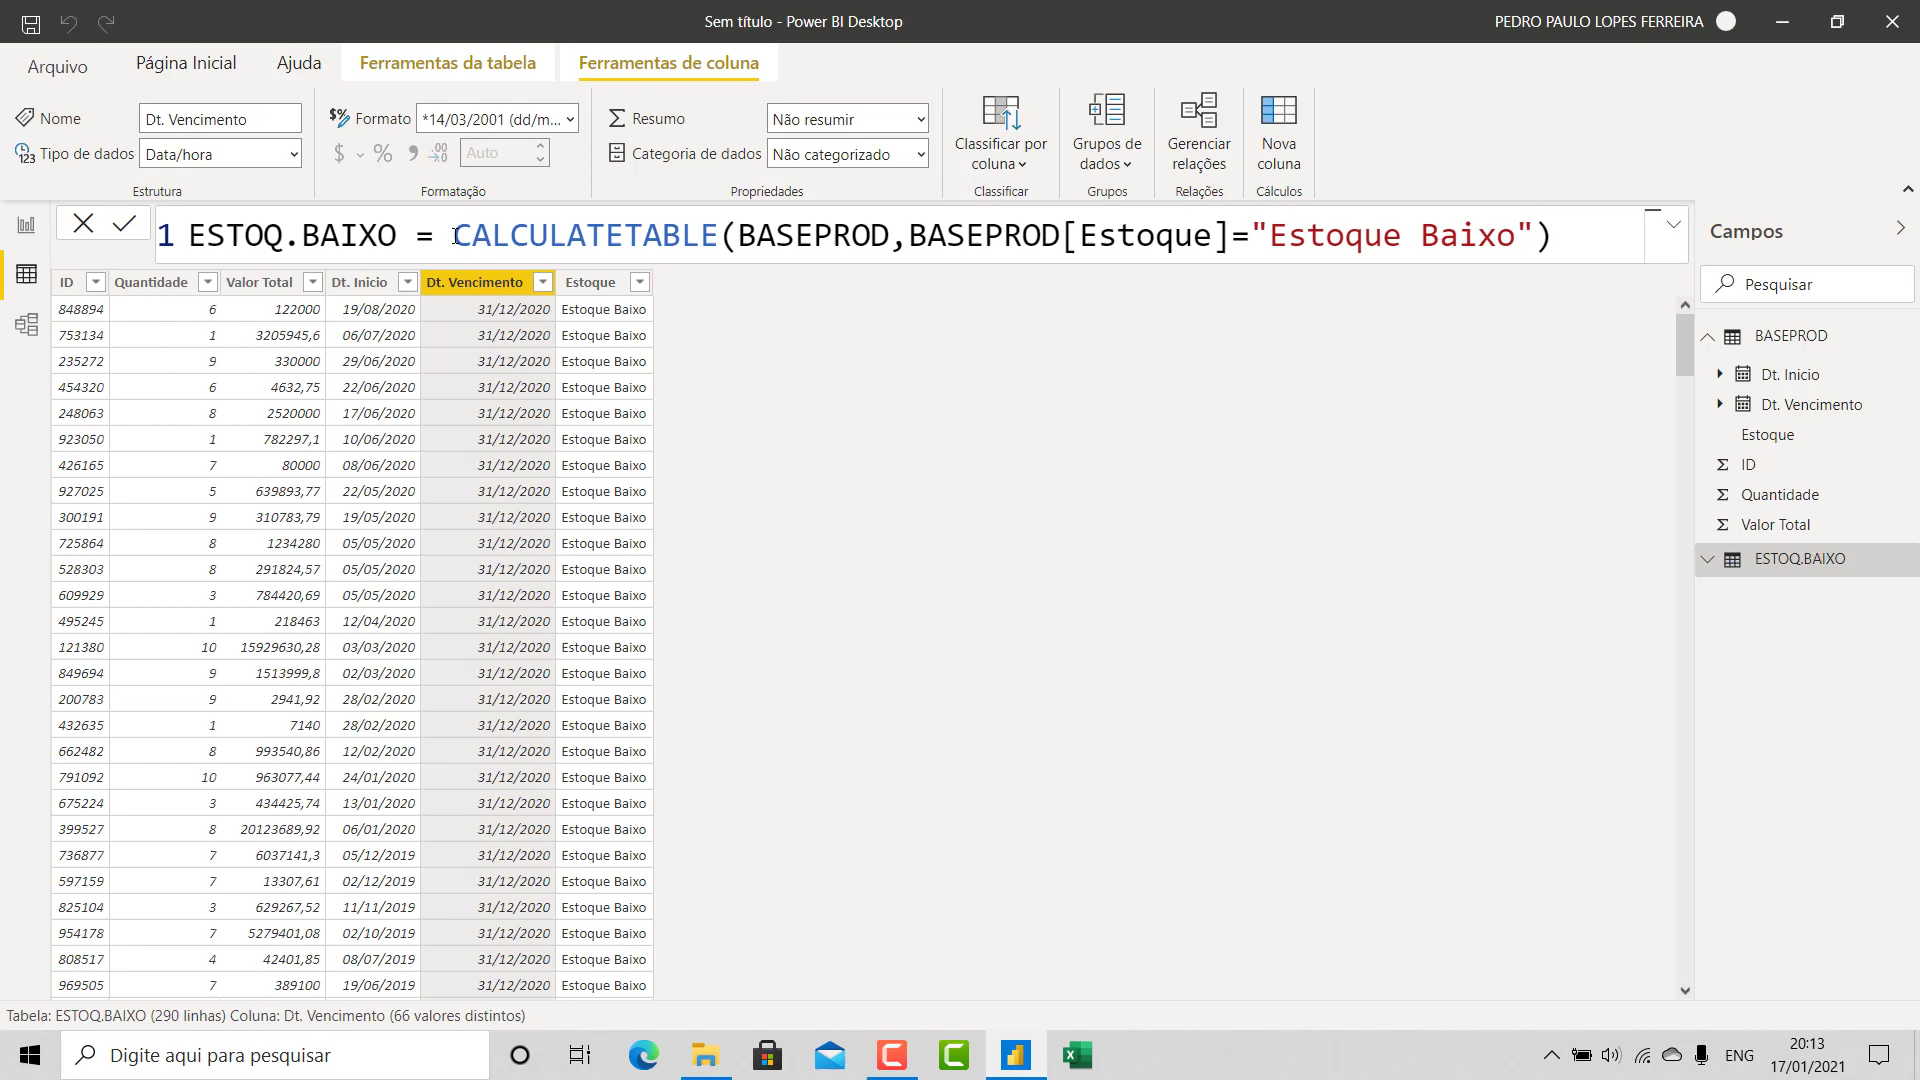 Sem título - Power BI Desktop
PEDRO PAULO LOPES FERREIRA
Arquivo Página Inicial Ajuda Ferramentas da tabela Ferramentas de coluna
Nome Dt. Vencimento Formato *14/03/2001 (dd/m... Resumo Não resumir
Tipo de dados Data/hora $ % Auto Categoria de dados Não categorizado
Classificar por coluna Grupos de dados Gerenciar relações Nova coluna
Estrutura Formatação Propriedades Classificar Grupos Relações Cálculos
1 ESTOQ.BAIXO = CALCULATETABLE(BASEPROD,BASEPROD[Estoque]="Estoque Baixo")
ID Quantidade Valor Total Dt. Inicio Dt. Vencimento Estoque
848894 6 122000 19/08/2020 31/12/2020 Estoque Baixo
753134 1 3205945,6 06/07/2020 31/12/2020 Estoque Baixo
235272 9 330000 29/06/2020 31/12/2020 Estoque Baixo
454320 6 4632,75 22/06/2020 31/12/2020 Estoque Baixo
248063 8 2520000 17/06/2020 31/12/2020 Estoque Baixo
923050 1 782297,1 10/06/2020 31/12/2020 Estoque Baixo
426165 7 80000 08/06/2020 31/12/2020 Estoque Baixo
927025 5 639893,77 22/05/2020 31/12/2020 Estoque Baixo
300191 9 310783,79 19/05/2020 31/12/2020 Estoque Baixo
725864 8 1234280 05/05/2020 31/12/2020 Estoque Baixo
528303 8 291824,57 05/05/2020 31/12/2020 Estoque Baixo
609929 3 784420,69 05/05/2020 31/12/2020 Estoque Baixo
495245 1 218463 12/04/2020 31/12/2020 Estoque Baixo
121380 10 15929630,28 03/03/2020 31/12/2020 Estoque Baixo
849694 9 1513999,8 02/03/2020 31/12/2020 Estoque Baixo
200783 9 2941,92 28/02/2020 31/12/2020 Estoque Baixo
432635 1 7140 28/02/2020 31/12/2020 Estoque Baixo
662482 8 993540,86 12/02/2020 31/12/2020 Estoque Baixo
791092 10 963077,44 24/01/2020 31/12/2020 Estoque Baixo
675224 3 434425,74 13/01/2020 31/12/2020 Estoque Baixo
399527 8 20123689,92 06/01/2020 31/12/2020 Estoque Baixo
736877 7 6037141,3 05/12/2019 31/12/2020 Estoque Baixo
597159 7 13307,61 02/12/2019 31/12/2020 Estoque Baixo
825104 3 629267,52 11/11/2019 31/12/2020 Estoque Baixo
954178 7 5279401,08 02/10/2019 31/12/2020 Estoque Baixo
808517 4 42401,85 08/07/2019 31/12/2020 Estoque Baixo
969505 7 389100 19/06/2019 31/12/2020 Estoque Baixo
Campos
Pesquisar
BASEPROD
Dt. Inicio
Dt. Vencimento
Estoque
ID
Quantidade
Valor Total
ESTOQ.BAIXO
Tabela: ESTOQ.BAIXO (290 linhas) Coluna: Dt. Vencimento (66 valores distintos)
Digite aqui para pesquisar
ENG
20:13
17/01/2021